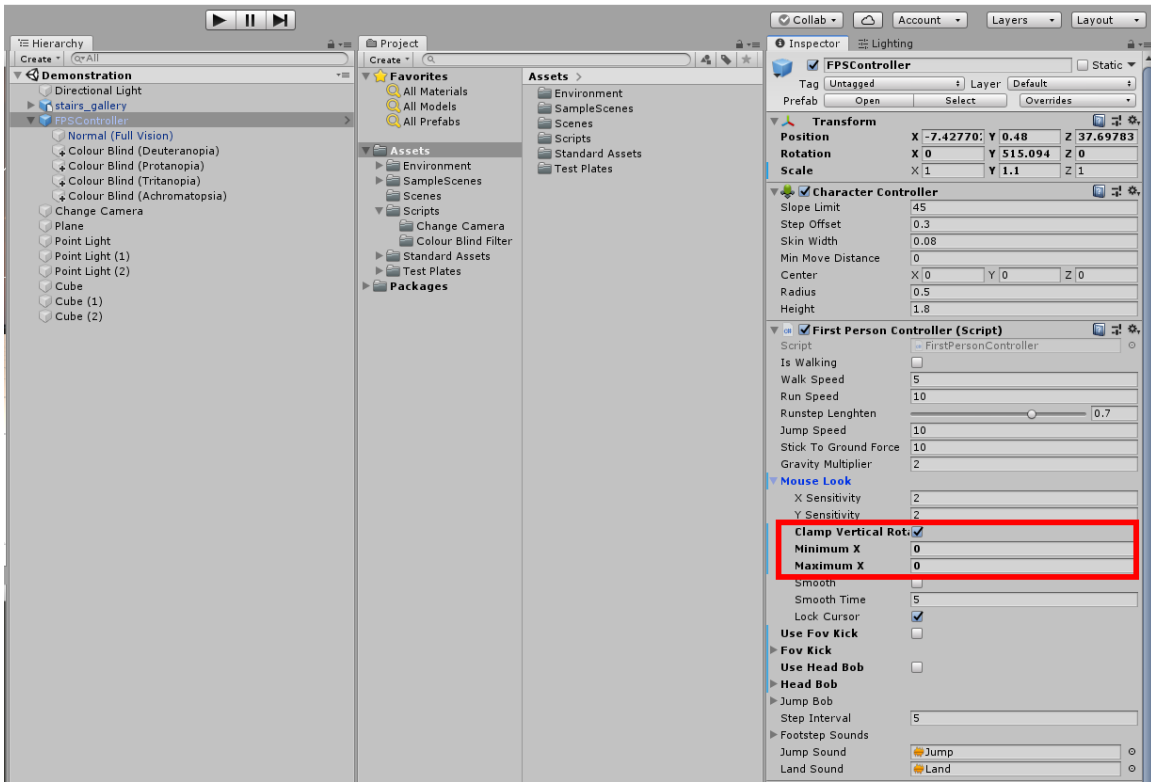 Collab Account Layers Layout
Hierarchy
Create All
Demonstration
Directional Light
stairs_gallery
FPSController
Normal (Full Vision)
Colour Blind (Deuteranopia)
Colour Blind (Protanopia)
Colour Blind (Tritanopia)
Colour Blind (Achromatopsia)
Change Camera
Plane
Point Light
Point Light (1)
Point Light (2)
Cube
Cube (1)
Cube (2)
Project
Create
Favorites
All Materials
All Models
All Prefabs
Assets
Environment
SampleScenes
Scenes
Scripts
Change Camera
Colour Blind Filter
Standard Assets
Test Plates
Packages
Assets >
Environment
SampleScenes
Scenes
Scripts
Standard Assets
Test Plates
Inspector Lighting
FPSController Static
Tag Untagged Layer Default
Prefab Open Select Overrides
Transform
Position X -7.42770 Y 0.48 Z 37.69783
Rotation X 0 Y 515.094 Z 0
Scale X 1 Y 1.1 Z 1
Character Controller
Slope Limit 45
Step Offset 0.3
Skin Width 0.08
Min Move Distance 0
Center X 0 Y 0 Z 0
Radius 0.5
Height 1.8
First Person Controller (Script)
Script FirstPersonController
Is Walking
Walk Speed 5
Run Speed 10
Runstep Lenghten 0.7
Jump Speed 10
Stick To Ground Force 10
Gravity Multiplier 2
Mouse Look
X Sensitivity 2
Y Sensitivity 2
Clamp Vertical Rot
Minimum X 0
Maximum X 0
Smooth
Smooth Time 5
Lock Cursor
Use Fov Kick
Fov Kick
Use Head Bob
Head Bob
Jump Bob
Step Interval 5
Footstep Sounds
Jump Sound Jump
Land Sound Land